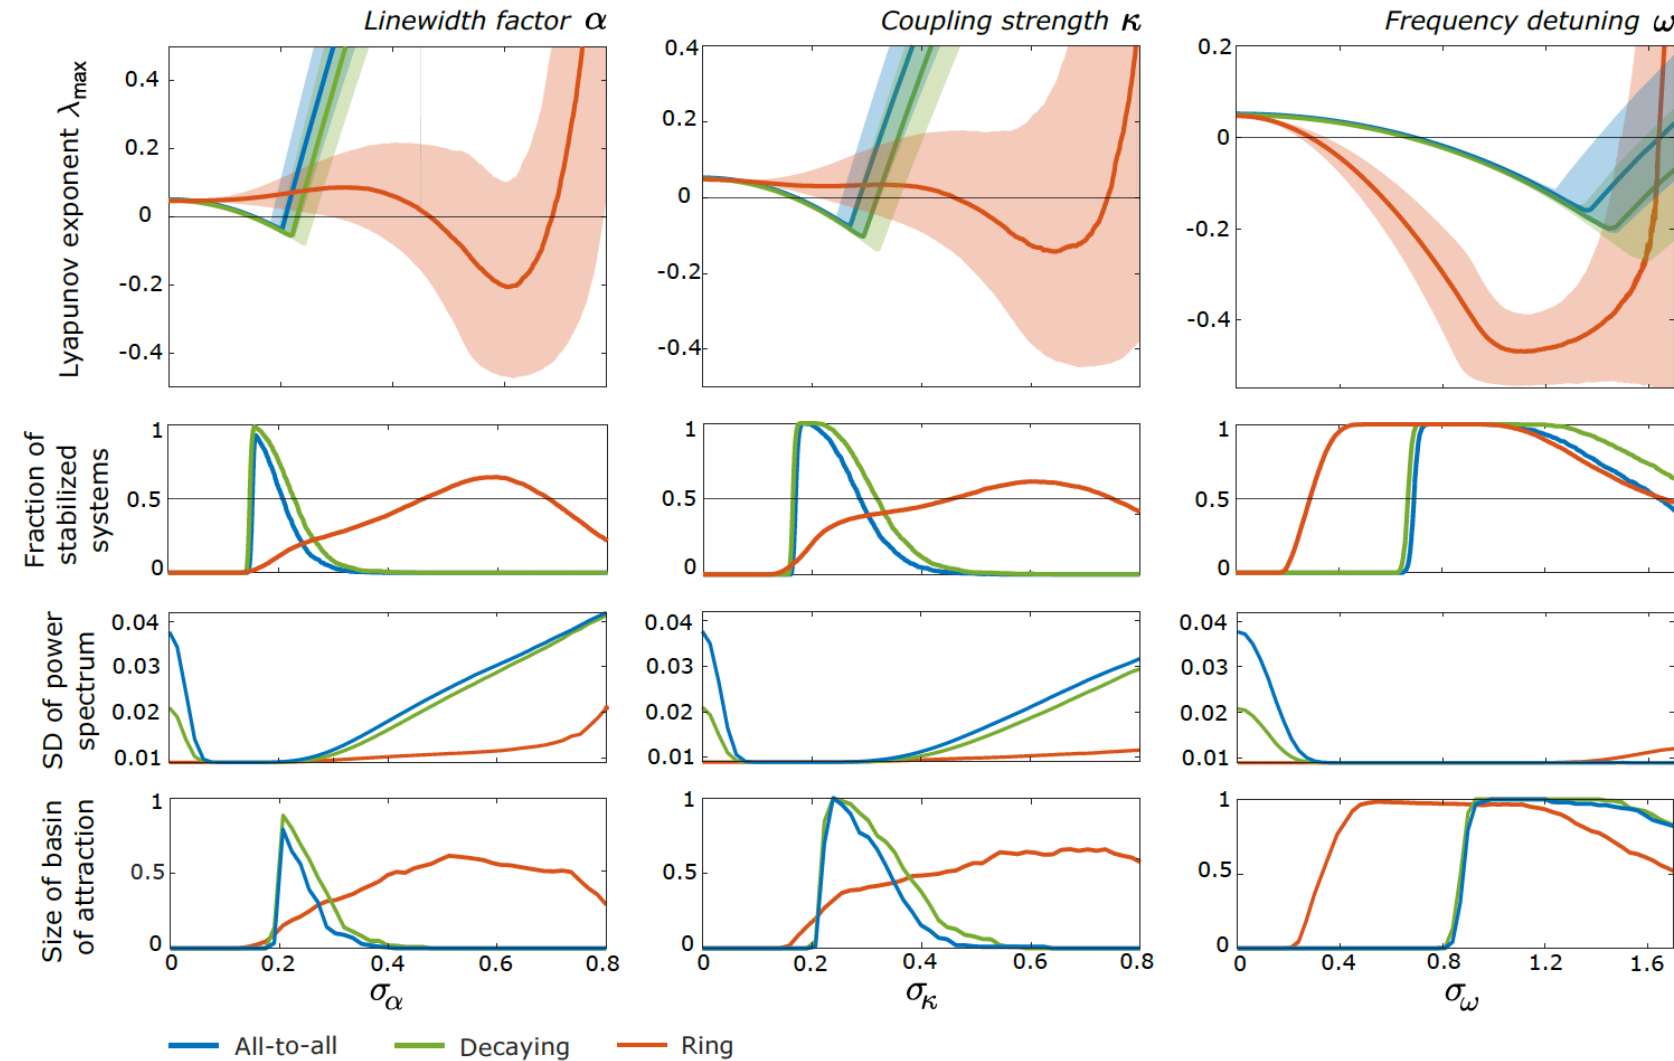 Linewidth factor α
Coupling strength κ
Frequency detuning ω
Lyapunov exponent λmax
0.4
0.2
0
-0.2
-0.4
0.4
0.2
0
-0.2
-0.4
0.2
0
-0.2
-0.4
Fraction of
stabilized
systems
1
0.5
0
1
0.5
0
1
0.5
0
SD of power
spectrum
0.04
0.03
0.02
0.01
0.04
0.03
0.02
0.01
0.04
0.03
0.02
0.01
Size of basin
of attraction
1
0.5
0
1
0.5
0
1
0.5
0
0 0.2 0.4 0.6 0.8
0 0.2 0.4 0.6 0.8
0 0.4 0.8 1.2 1.6
σα
σκ
σω
All-to-all
Decaying
Ring